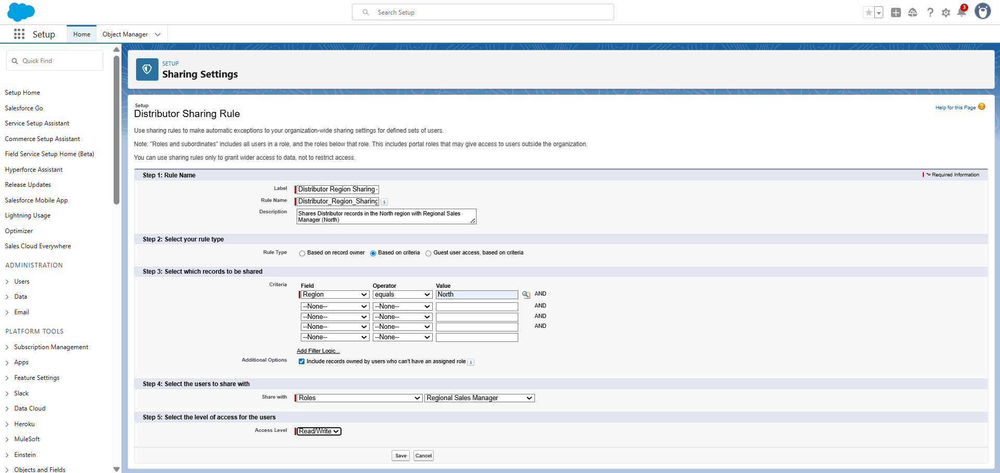 Search Setup
3
Setup
Home
Object Manager
Quick Find
Setup Home
Salesforce Go
Service Setup Assistant
Commerce Setup Assistant
Field Service Setup Home (Beta)
Hyperforce Assistant
Release Updates
Salesforce Mobile App
Lightning Usage
Optimizer
Sales Cloud Everywhere
ADMINISTRATION
Users
Data
Email
PLATFORM TOOLS
Subscription Management
Apps
Feature Settings
Slack
Data Cloud
Heroku
MuleSoft
Einstein
Objects and Fields
SETUP
Sharing Settings
Setup
Distributor Sharing Rule
Help for this Page
Use sharing rules to make automatic exceptions to your organization-wide sharing settings for defined sets of users.
Note: "Roles and subordinates" includes all users in a role, and the roles below that role. This includes portal roles that may give access to users outside the organization.
You can use sharing rules only to grant wider access to data, not to restrict access.
Step 1: Rule Name
= Required Information
Label Distributor Region Sharing -
Rule Name Distributor_Region_Sharing
Description Shares Distributor records in the North region with Regional Sales
Manager (North)
Step 2: Select your rule type
Rule Type Based on record owner Based on criteria Guest user access, based on criteria
Step 3: Select which records to be shared
Criteria Field Operator Value
Region equals North AND
--None-- --None-- AND
--None-- --None-- AND
--None-- --None-- AND
--None-- --None--
Add Filter Logic...
Additional Options Include records owned by users who can't have an assigned role
Step 4: Select the users to share with
Share with Roles Regional Sales Manager
Step 5: Select the level of access for the users
Access Level Read/Write
Save Cancel